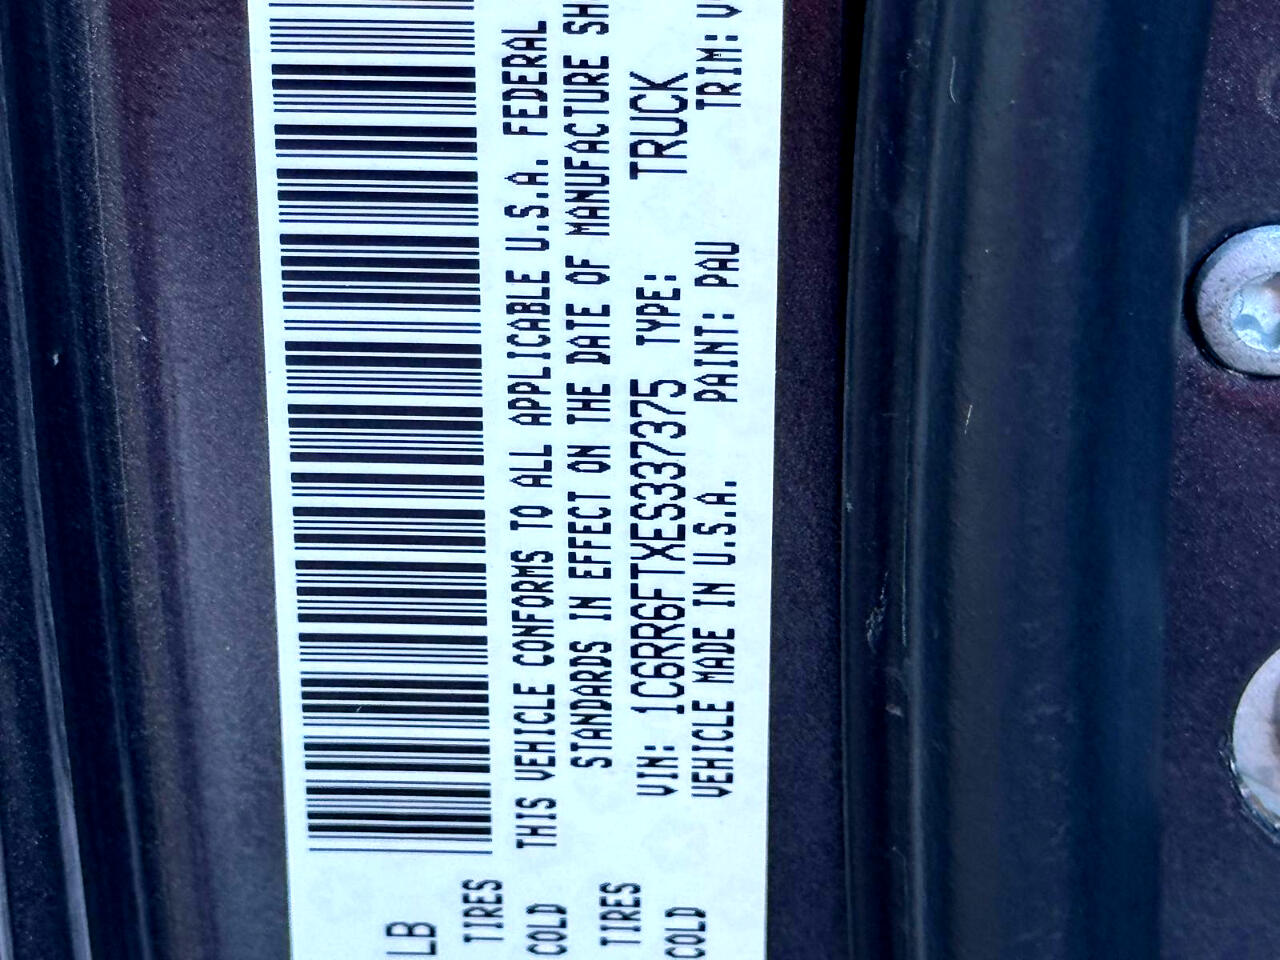 LB
TIRES
COLD
TIRES
COLD
THIS VEHICLE CONFORMS TO ALL APPLICABLE U.S.A. FEDERAL
STANDARDS IN EFFECT ON THE DATE OF MANUFACTURE SH
VIN: 1C6RR6FTXES337375 TYPE: TRUCK
VEHICLE MADE IN U.S.A. PAINT: PAU TRIM: